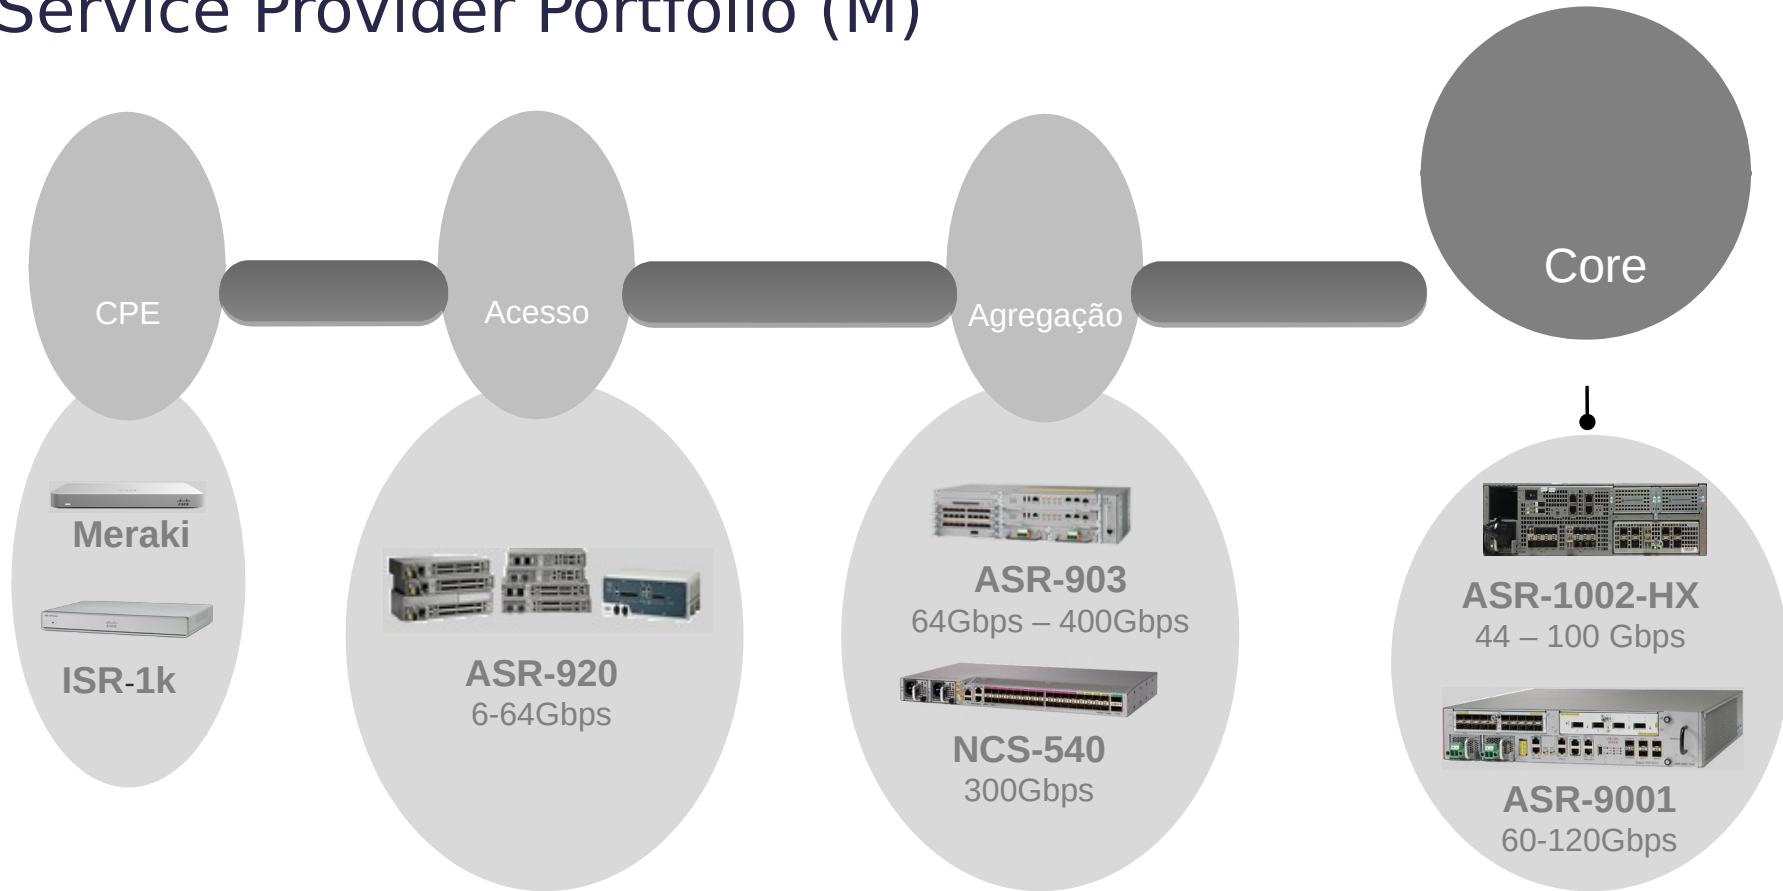 Service Provider Portfolio (M)
CPE
Acesso
Agregação
Core
Meraki
ISR-1k
ASR-920
6-64Gbps
ASR-903
64Gbps – 400Gbps
NCS-540
300Gbps
ASR-1002-HX
44 – 100 Gbps
ASR-9001
60-120Gbps